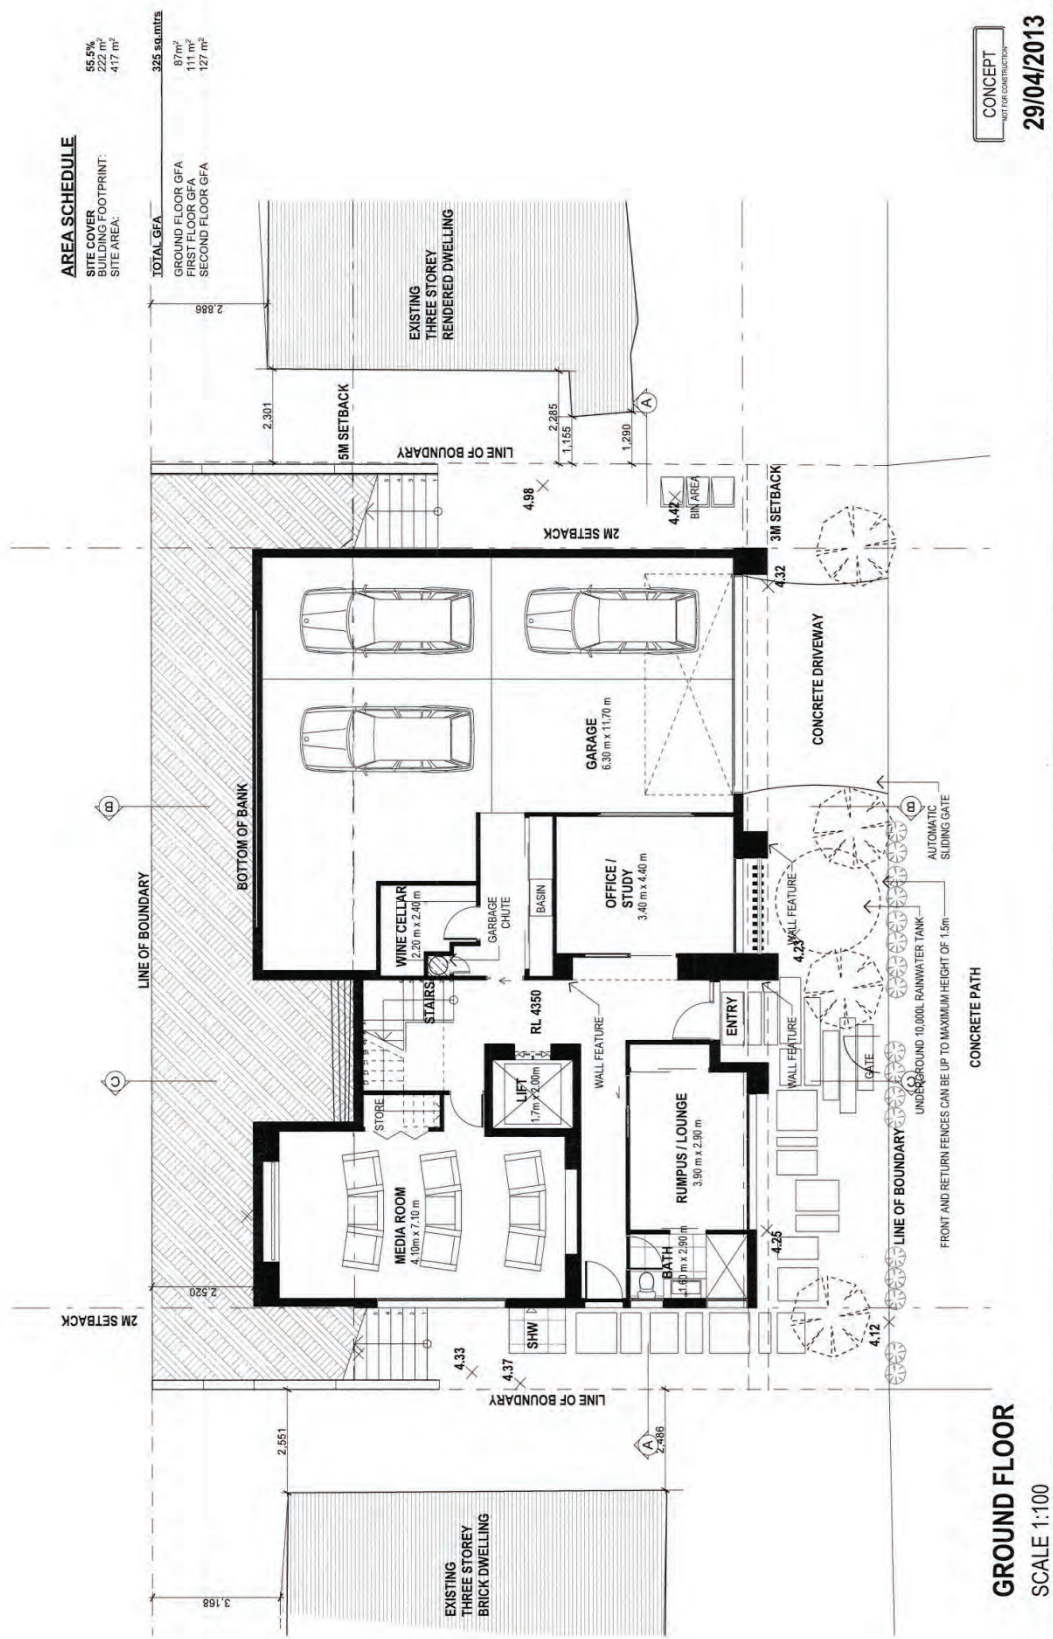 AREA SCHEDULE
SITE COVER 55.5%
BUILDING FOOTPRINT: 222 m²
SITE AREA: 417 m²
TOTAL GFA 325 sq.mtrs
GROUND FLOOR GFA 87m²
FIRST FLOOR GFA 111 m²
SECOND FLOOR GFA 127 m²
3,168
2M SETBACK
2,520
LINE OF BOUNDARY
2,886
2,551
BOTTOM OF BANK
2,301
5M SETBACK
C
B
EXISTING
THREE STOREY
BRICK DWELLING
EXISTING
THREE STOREY
RENDERED DWELLING
STORE
STAIRS
WINE CELLAR
2.20 m x 2.40 m
MEDIA ROOM
4.10m x 7.10 m
LIFT
1.7m x 2.00m
RL 4350
GARBAGE
CHUTE
BASIN
4.33
4.37
SHW
LINE OF BOUNDARY
LINE OF BOUNDARY
4.98
2,285
1,155
1,290
A
A
2,486
WALL FEATURE
OFFICE /
STUDY
3.40 m x 4.40 m
GARAGE
6.30 m x 11.70 m
2M SETBACK
4.42
BIN AREA
BATH
1.60 m x 2.90 m
RUMPUS / LOUNGE
3.90 m x 2.90 m
ENTRY
4.25
WALL FEATURE
WALL FEATURE
4.23
4.32
3M SETBACK
4.12
GATE
CONCRETE DRIVEWAY
C
B
LINE OF BOUNDARY
UNDERGROUND 10,000L RAINWATER TANK
AUTOMATIC
SLIDING GATE
FRONT AND RETURN FENCES CAN BE UP TO MAXIMUM HEIGHT OF 1.5m
CONCRETE PATH
GROUND FLOOR
SCALE 1:100
CONCEPT
NOT FOR CONSTRUCTION
29/04/2013